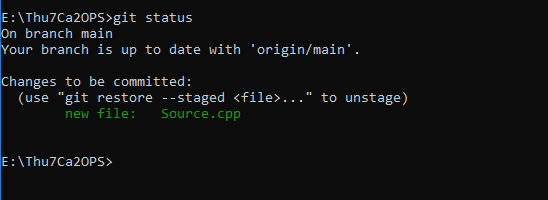 E:\Thu7Ca2OPS>git status
On branch main
Your branch is up to date with 'origin/main'.
Changes to be committed:
  (use "git restore --staged <file>..." to unstage)
        new file:   Source.cpp
E:\Thu7Ca2OPS>